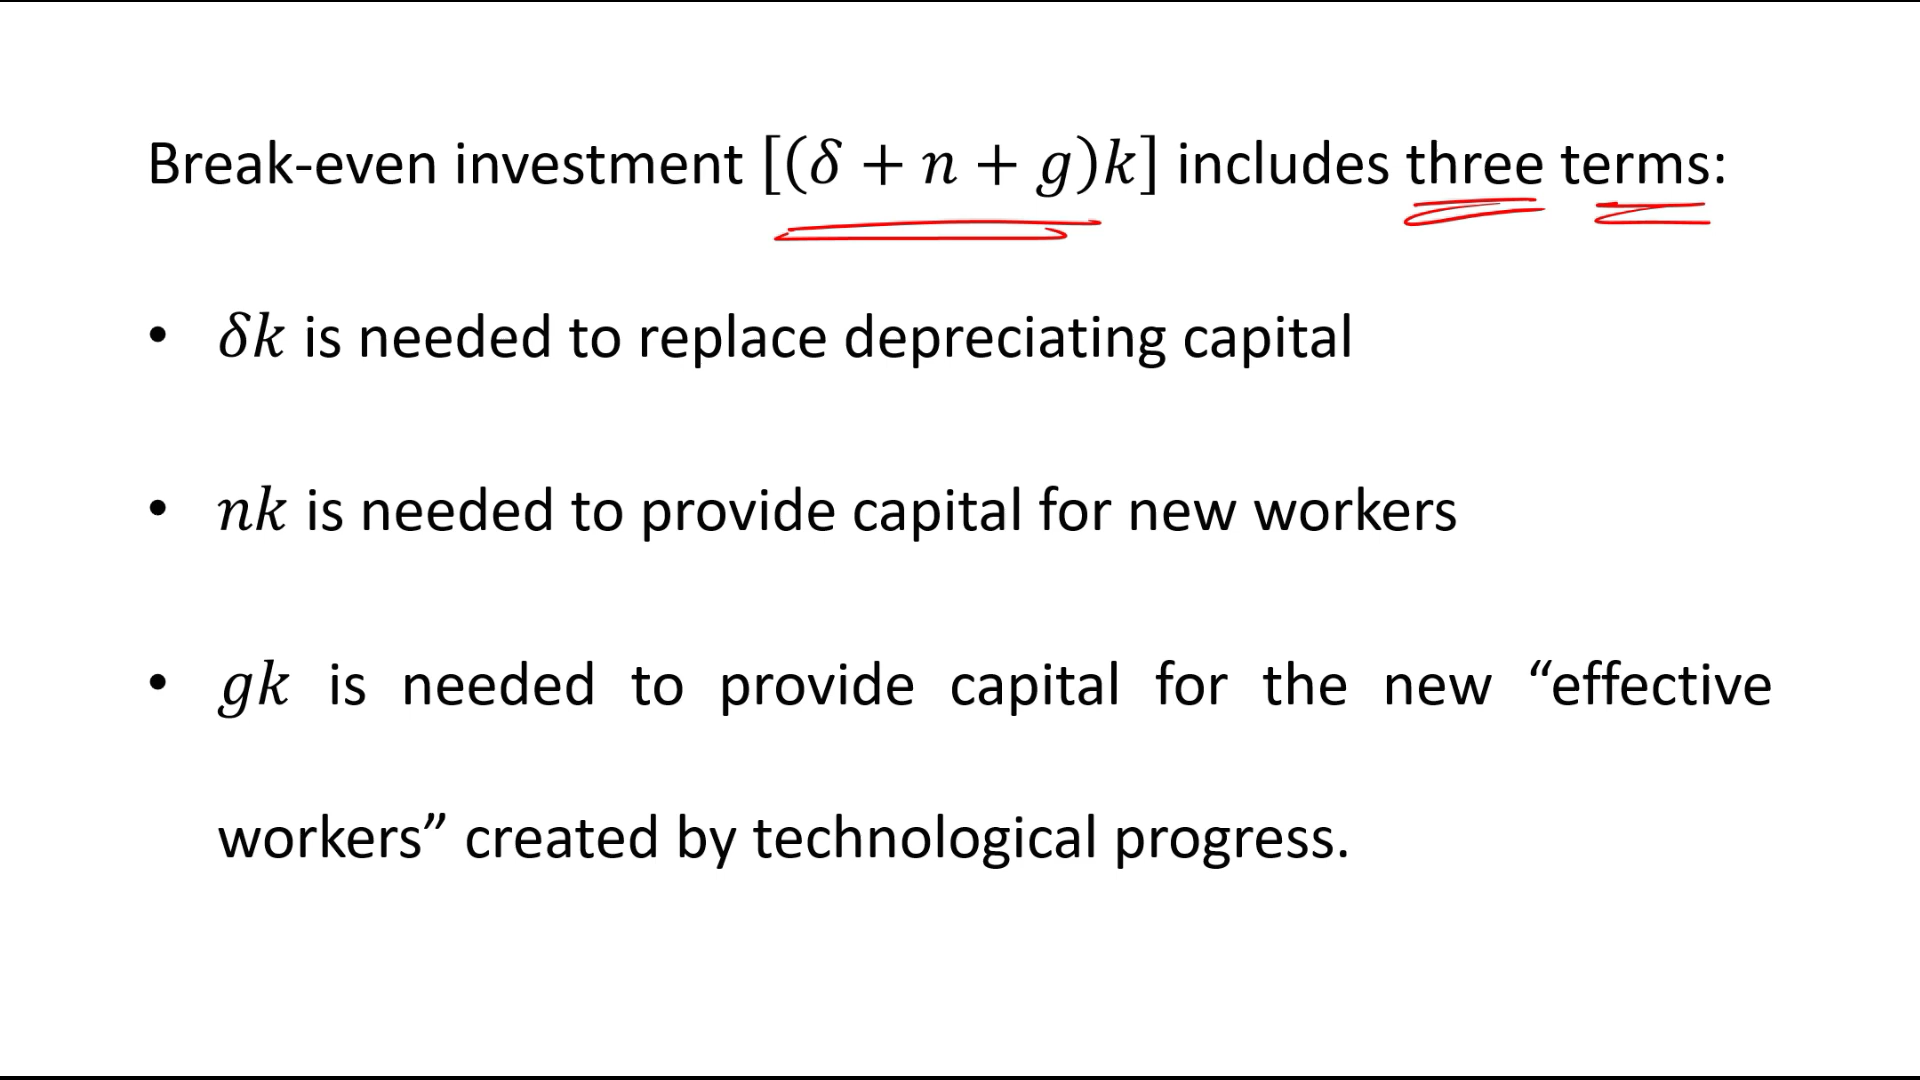 Break-even investment [(δ + n + g)k] includes three terms:
• δk is needed to replace depreciating capital
• nk is needed to provide capital for new workers
• gk is needed to provide capital for the new “effective
workers” created by technological progress.